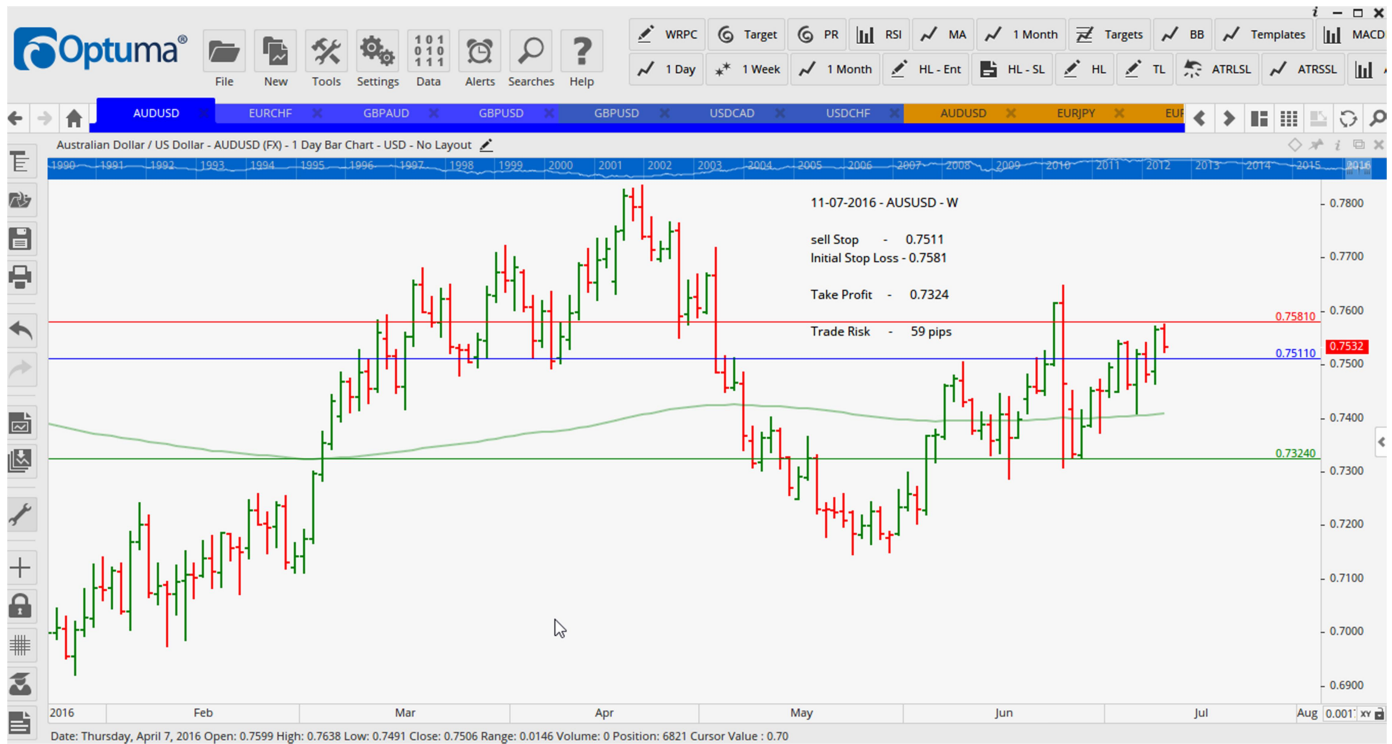 Optuma®
WRPC Target PR RSI MA 1 Month Targets BB Templates MACD
1 Day 1 Week 1 Month HL - Ent HL - SL HL TL ATRLSL ATRSSL
File New Tools Settings Data Alerts Searches Help
AUDUSD EURCHF GBPAUD GBPUSD GBPUSD USDCAD USDCHF AUDUSD EURJPY EUR
Australian Dollar / US Dollar - AUDUSD (FX) - 1 Day Bar Chart - USD - No Layout
1990 1991 1992 1993 1994 1995 1996 1997 1998 1999 2000 2001 2002 2003 2004 2005 2006 2007 2008 2009 2010 2011 2012 2013 2014 2015 2016
11-07-2016 - AUSUSD - W
sell Stop - 0.7511
Initial Stop Loss - 0.7581
Take Profit - 0.7324
Trade Risk - 59 pips
0.75810
0.75110
0.73240
0.7800
0.7700
0.7600
0.7532
0.7500
0.7400
0.7300
0.7200
0.7100
0.7000
0.6900
2016 Feb Mar Apr May Jun Jul Aug
XY
Date: Thursday, April 7, 2016 Open: 0.7599 High: 0.7638 Low: 0.7491 Close: 0.7506 Range: 0.0146 Volume: 0 Position: 6821 Cursor Value : 0.70